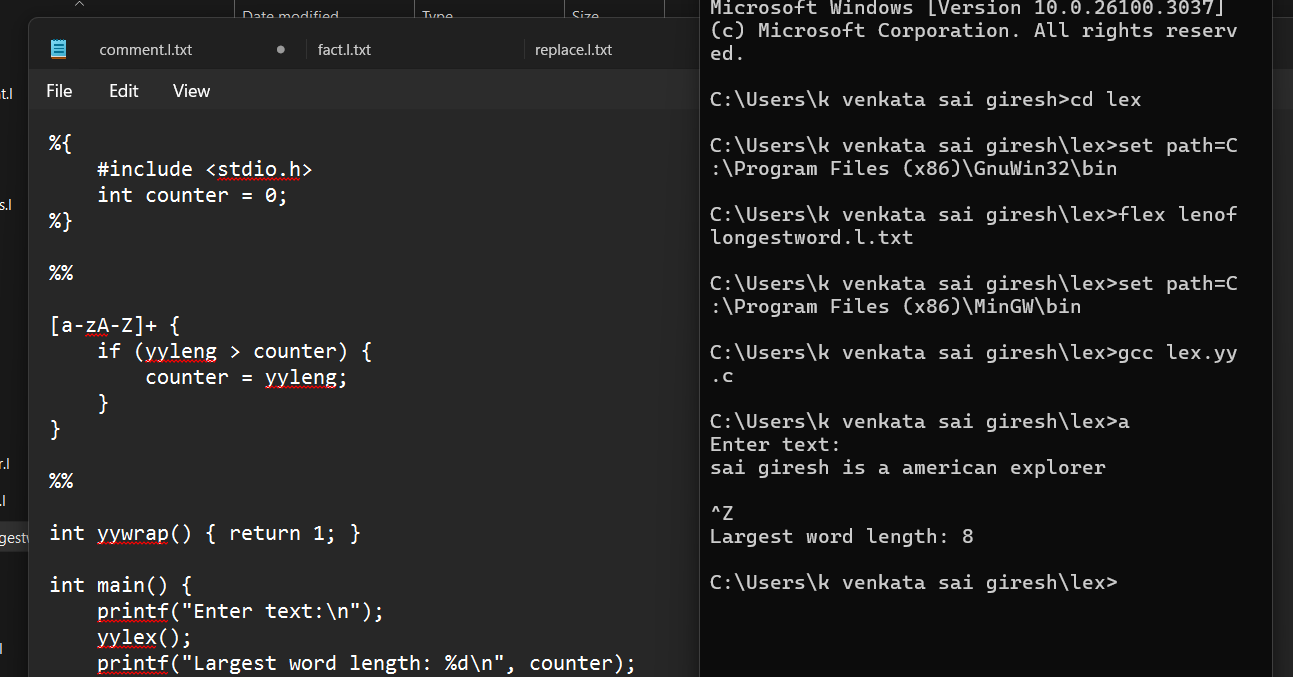 Date modified
Type
Size
comment.l.txt
fact.l.txt
replace.l.txt
File Edit View
t.l
s.l
r.l
.l
gestw
%{
#include <stdio.h>
int counter = 0;
%}
%%
[a-zA-Z]+ {
if (yyleng > counter) {
counter = yyleng;
}
}
%%
int yywrap() { return 1; }
int main() {
printf("Enter text:\n");
yylex();
printf("Largest word length: %d\n", counter);
Microsoft Windows [Version 10.0.26100.3037]
(c) Microsoft Corporation. All rights reserv
ed.
C:\Users\k venkata sai giresh>cd lex
C:\Users\k venkata sai giresh\lex>set path=C
:\Program Files (x86)\GnuWin32\bin
C:\Users\k venkata sai giresh\lex>flex lenof
longestword.l.txt
C:\Users\k venkata sai giresh\lex>set path=C
:\Program Files (x86)\MinGW\bin
C:\Users\k venkata sai giresh\lex>gcc lex.yy
.c
C:\Users\k venkata sai giresh\lex>a
Enter text:
sai giresh is a american explorer
^Z
Largest word length: 8
C:\Users\k venkata sai giresh\lex>